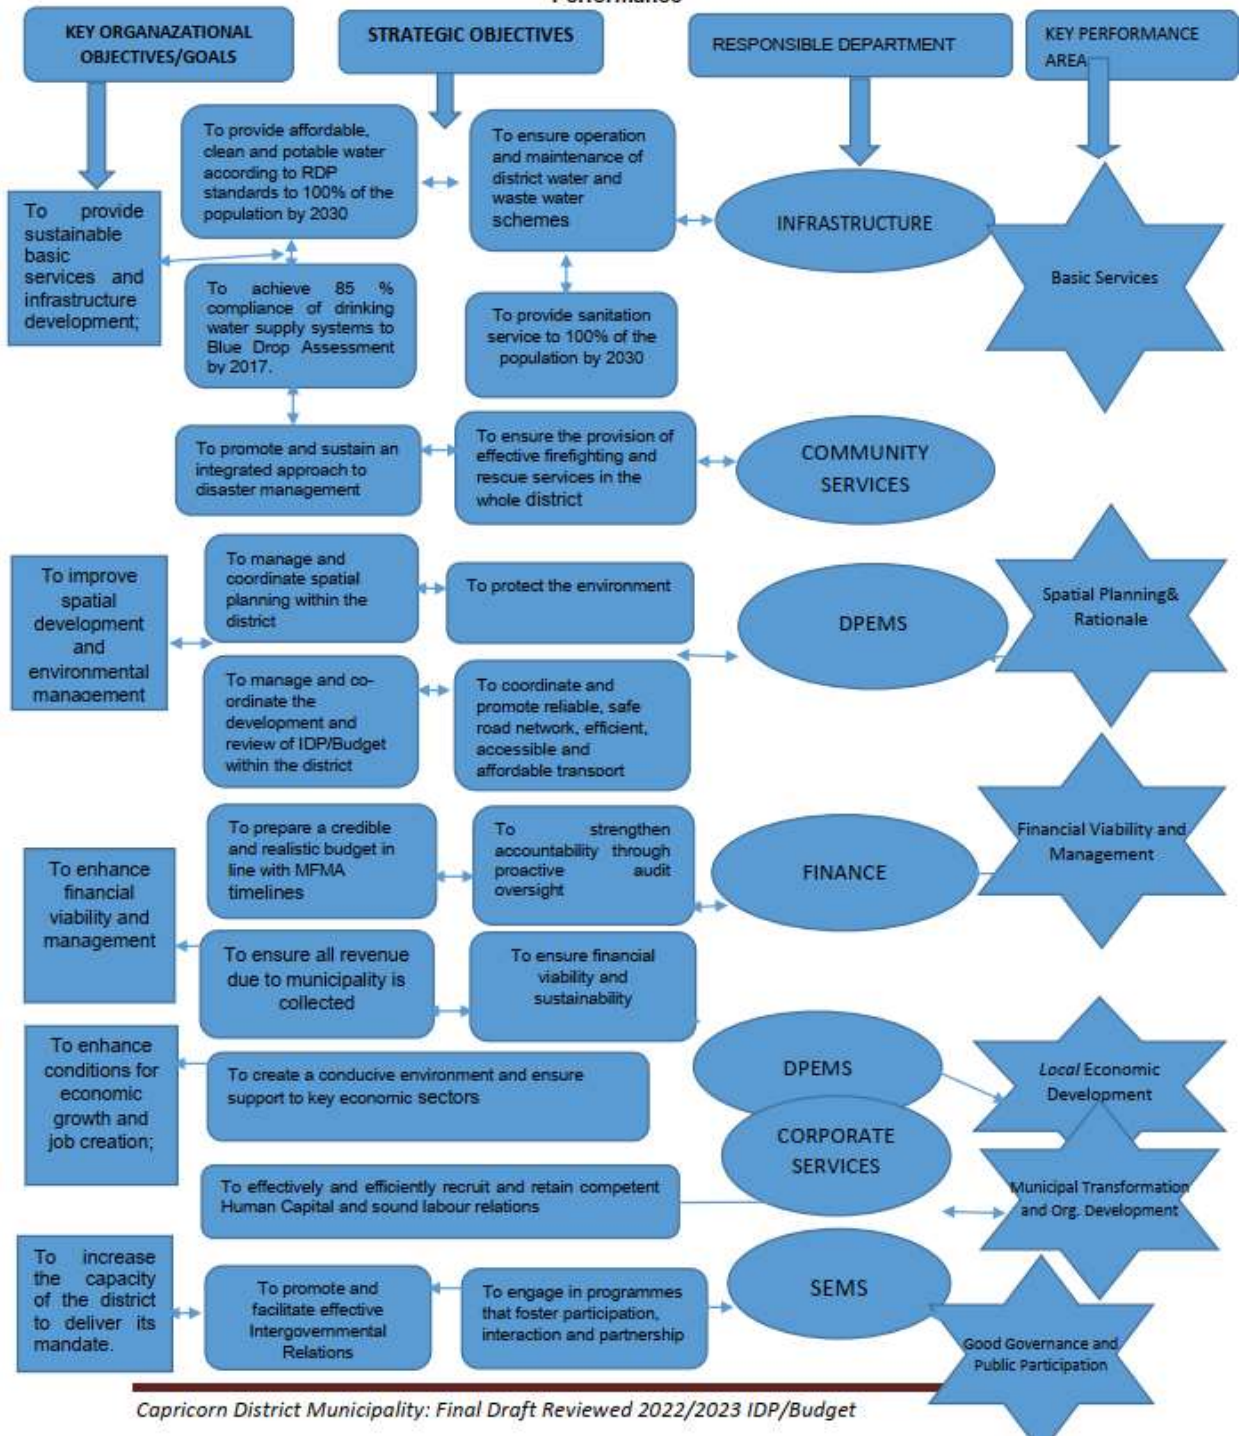 Performance
KEY ORGANAZATIONAL
OBJECTIVES/GOALS
STRATEGIC OBJECTIVES
RESPONSIBLE DEPARTMENT
KEY PERFORMANCE
AREA
To provide
sustainable
basic
services and
infrastructure
development;
To provide affordable,
clean and potable water
according to RDP
standards to 100% of the
population by 2030
To ensure operation
and maintenance of
district water and
waste water
schemes
INFRASTRUCTURE
Basic Services
To achieve 85 %
compliance of drinking
water supply systems to
Blue Drop Assessment
by 2017.
To provide sanitation
service to 100% of the
population by 2030
To promote and sustain an
integrated approach to
disaster management
To ensure the provision of
effective firefighting and
rescue services in the
whole district
COMMUNITY
SERVICES
To improve
spatial
development
and
environmental
management
To manage and
coordinate spatial
planning within the
district
To protect the environment
DPEMS
Spatial Planning&
Rationale
To manage and co-
ordinate the
development and
review of IDP/Budget
within the district
To coordinate and
promote reliable, safe
road network, efficient,
accessible and
affordable transport
To enhance
financial
viability and
management
To prepare a credible
and realistic budget in
line with MFMA
timelines
To strengthen
accountability through
proactive audit
oversight
FINANCE
Financial Viability and
Management
To ensure all revenue
due to municipality is
collected
To ensure financial
viability and
sustainability
To enhance
conditions for
economic
growth and
job creation;
To create a conducive environment and ensure
support to key economic sectors
DPEMS
Local Economic
Development
To effectively and efficiently recruit and retain competent
Human Capital and sound labour relations
CORPORATE
SERVICES
Municipal Transformation
and Org. Development
To increase
the capacity
of the district
to deliver its
mandate.
To promote and
facilitate effective
Intergovernmental
Relations
To engage in programmes
that foster participation,
interaction and partnership
SEMS
Good Governance and
Public Participation
Capricorn District Municipality: Final Draft Reviewed 2022/2023 IDP/Budget